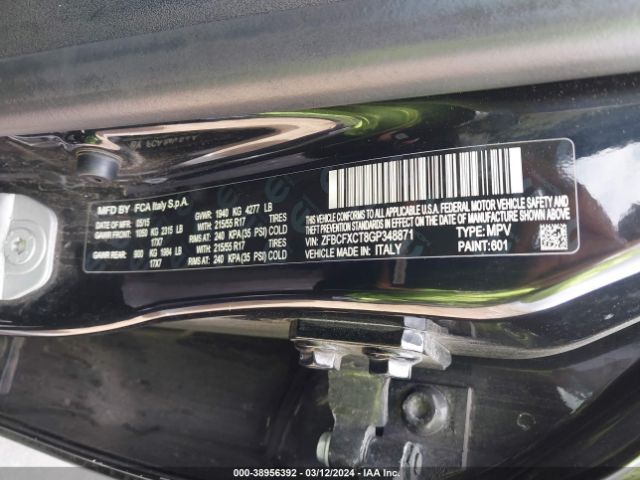 MFD BY FCA Italy S.p.A.
DATE OF MFD: 05/15 GVWR: 1940 KG 4277 LB
GAWR FRONT: 1050 KG 2315 LB WITH: 215/55 R17 TIRES
17X7 RIMS AT: 240 KPA (35 PSI) COLD
GAWR REAR: 900 KG 1984 LB WITH: 215/55 R17 TIRES
17X7 RIMS AT: 240 KPA (35 PSI) COLD
THIS VEHICLE CONFORMS TO ALL APPLICABLE U.S.A. FEDERAL MOTOR VEHICLE SAFETY, BUMPER,
AND THEFT PREVENTION STANDARDS IN EFFECT ON THE DATE OF MANUFACTURE SHOWN ABOVE.
VIN: ZFBCFXCT8GP348871 TYPE: MPV
VEHICLE MADE IN: ITALY PAINT: 601
000-38956392 — 03/12/2024 — IAA Inc.